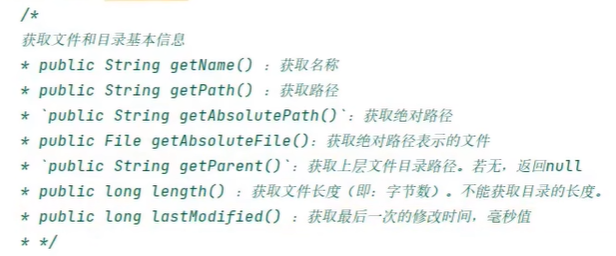 /*
获取文件和目录基本信息
* public String getName() ：获取名称
* public String getPath() ：获取路径
* `public String getAbsolutePath()`：获取绝对路径
* public File getAbsoluteFile()：获取绝对路径表示的文件
* `public String getParent()`：获取上层文件目录路径。若无，返回null
* public long length() ：获取文件长度（即：字节数）。不能获取目录的长度。
* public long lastModified() ：获取最后一次的修改时间，毫秒值
* */